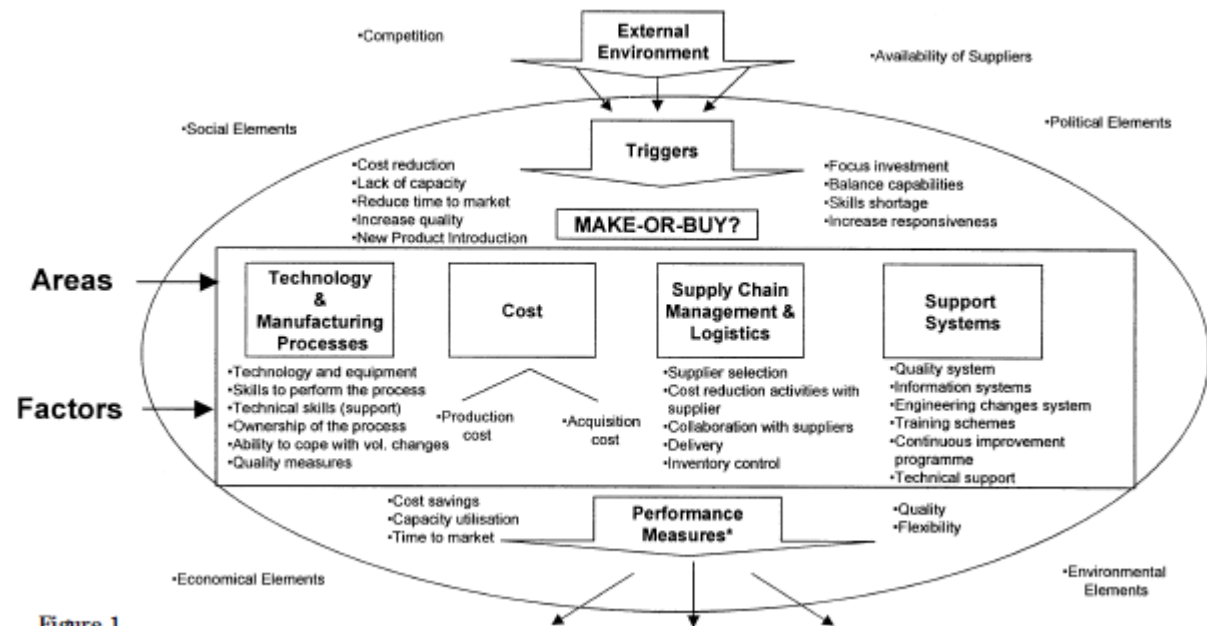 External
Environment
•Competition
•Availability of Suppliers
•Social Elements
•Political Elements
Triggers
•Cost reduction
•Lack of capacity
•Reduce time to market
•Increase quality
•New Product Introduction
•Focus investment
•Balance capabilities
•Skills shortage
•Increase responsiveness
MAKE-OR-BUY?
Areas
Technology
&
Manufacturing
Processes
Cost
Supply Chain
Management &
Logistics
Support
Systems
Factors
•Technology and equipment
•Skills to perform the process
•Technical skills (support)
•Ownership of the process
•Ability to cope with vol. changes
•Quality measures
•Production
cost
•Acquisition
cost
•Supplier selection
•Cost reduction activities with
supplier
•Collaboration with suppliers
•Delivery
•Inventory control
•Quality system
•Information systems
•Engineering changes system
•Training schemes
•Continuous improvement
programme
•Technical support
•Cost savings
•Capacity utilisation
•Time to market
Performance
Measures*
•Quality
•Flexibility
•Economical Elements
•Environmental
Elements
Figure 1